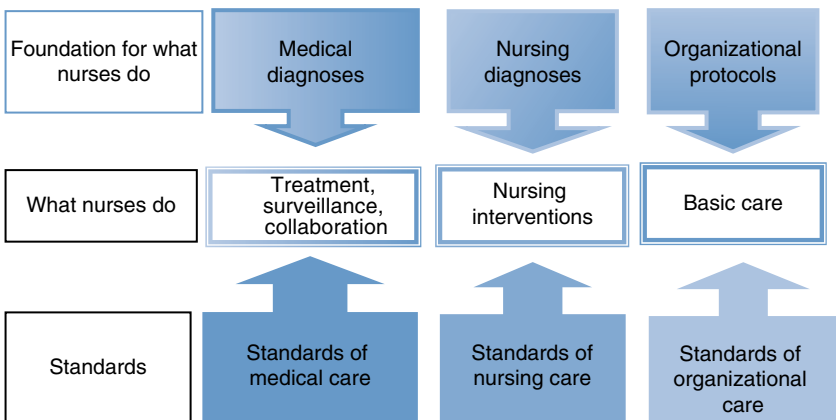 Foundation for what
nurses do
Medical
diagnoses
Nursing
diagnoses
Organizational
protocols
What nurses do
Treatment,
surveillance,
collaboration
Nursing
interventions
Basic care
Standards
Standards of
medical care
Standards of
nursing care
Standards of
organizational
care